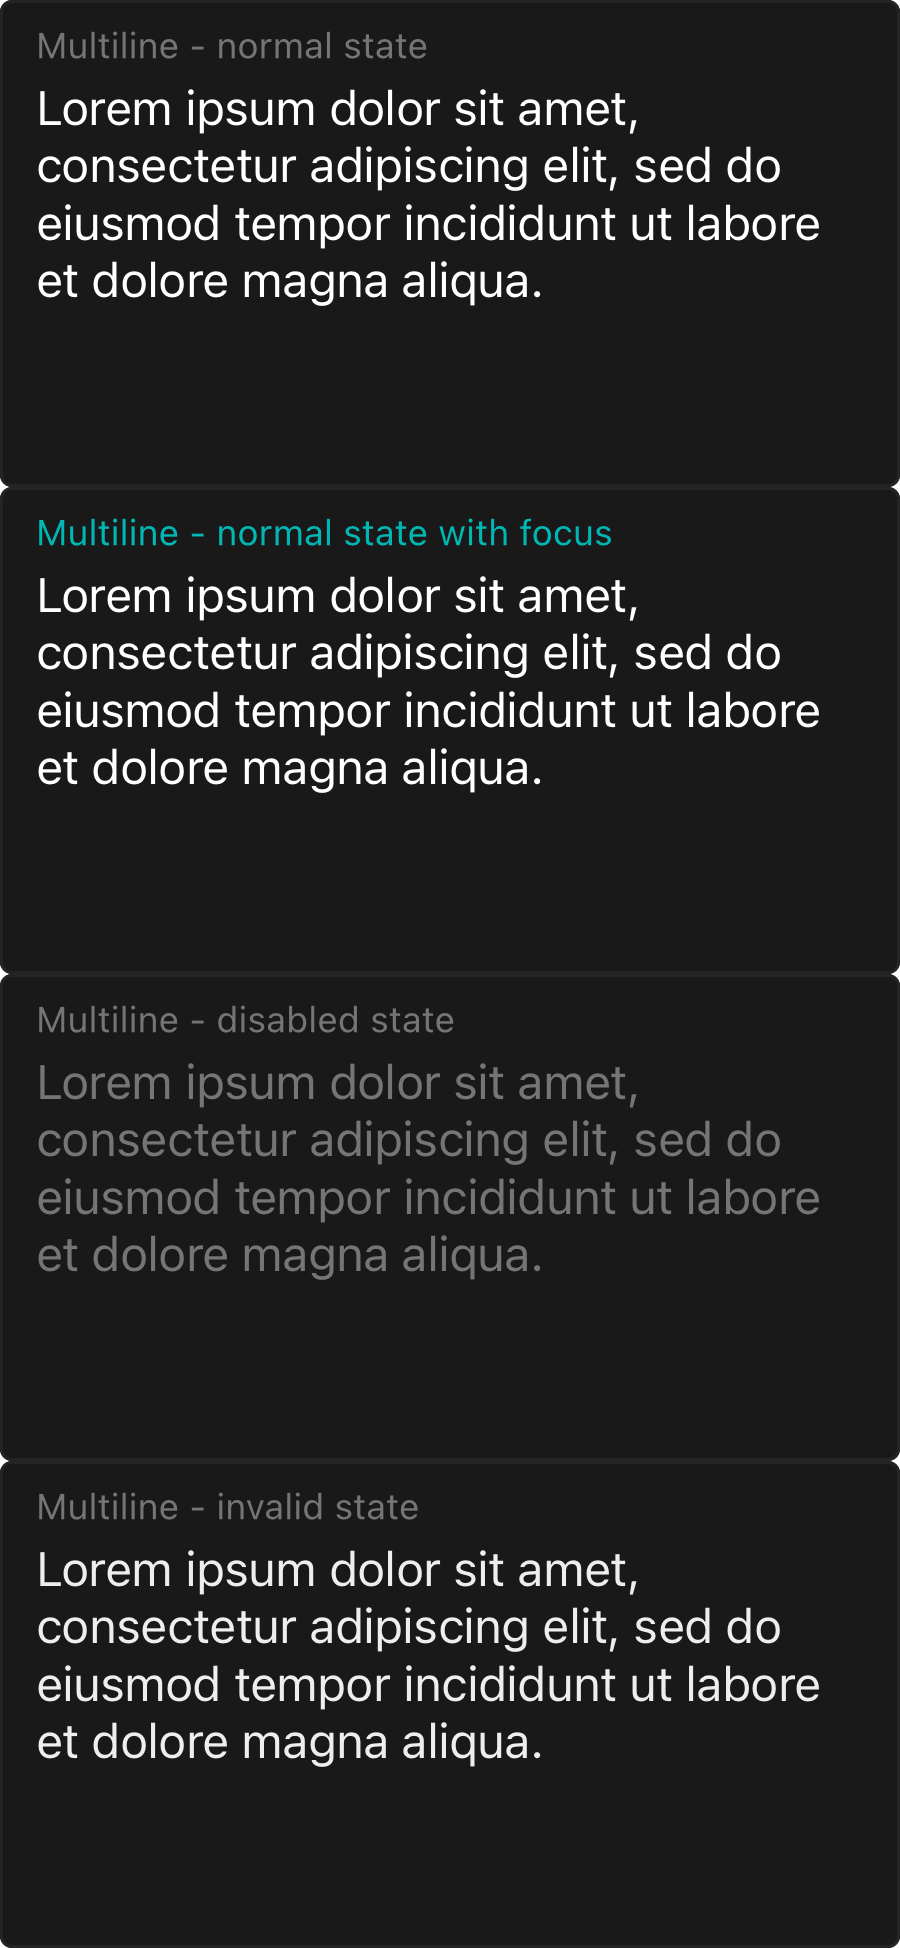 Multiline - normal state
Lorem ipsum dolor sit amet,
consectetur adipiscing elit, sed do
eiusmod tempor incididunt ut labore
et dolore magna aliqua.
Multiline - normal state with focus
Lorem ipsum dolor sit amet,
consectetur adipiscing elit, sed do
eiusmod tempor incididunt ut labore
et dolore magna aliqua.
Multiline - disabled state
Lorem ipsum dolor sit amet,
consectetur adipiscing elit, sed do
eiusmod tempor incididunt ut labore
et dolore magna aliqua.
Multiline - invalid state
Lorem ipsum dolor sit amet,
consectetur adipiscing elit, sed do
eiusmod tempor incididunt ut labore
et dolore magna aliqua.